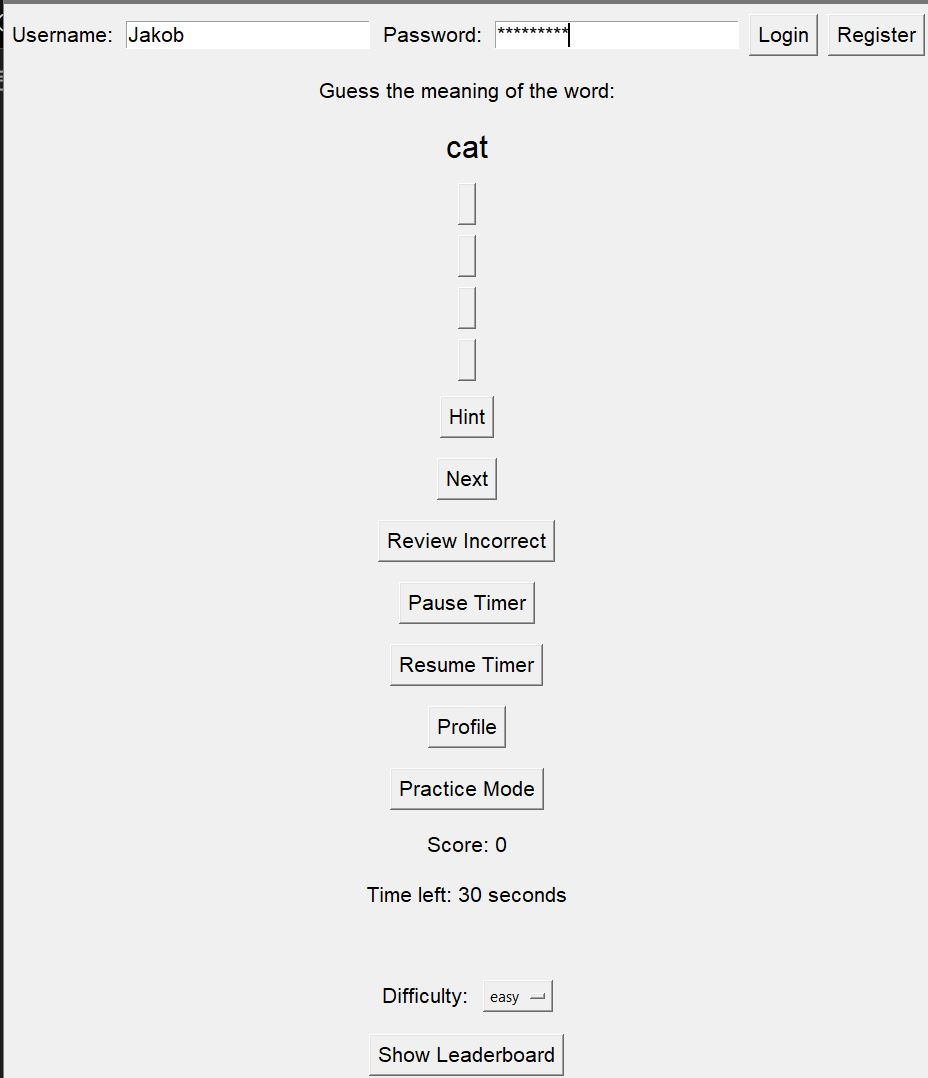 Username: Jakob Password: ********* Login Register
Guess the meaning of the word:
cat
Hint
Next
Review Incorrect
Pause Timer
Resume Timer
Profile
Practice Mode
Score: 0
Time left: 30 seconds
Difficulty: easy
Show Leaderboard